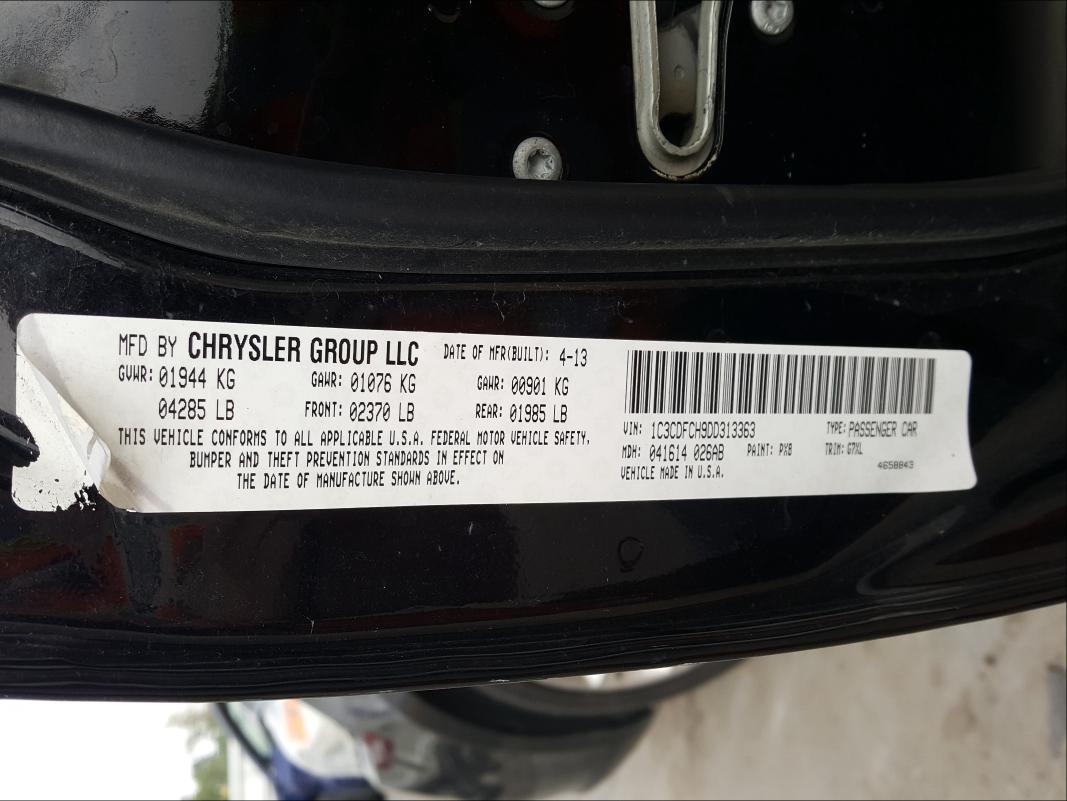 MFD BY CHRYSLER GROUP LLC DATE OF MFR(BUILT): 4-13
GVWR: 01944 KG GAWR: 01076 KG GAWR: 00901 KG
04285 LB FRONT: 02370 LB REAR: 01985 LB
THIS VEHICLE CONFORMS TO ALL APPLICABLE U.S.A. FEDERAL MOTOR VEHICLE SAFETY,
BUMPER AND THEFT PREVENTION STANDARDS IN EFFECT ON
THE DATE OF MANUFACTURE SHOWN ABOVE.
VIN: 1C3CDFCH9DD313363 TYPE: PASSENGER CAR
MDH: 041614 026AB PAINT: PX8 TRIM: G7XL
VEHICLE MADE IN U.S.A. 4658843